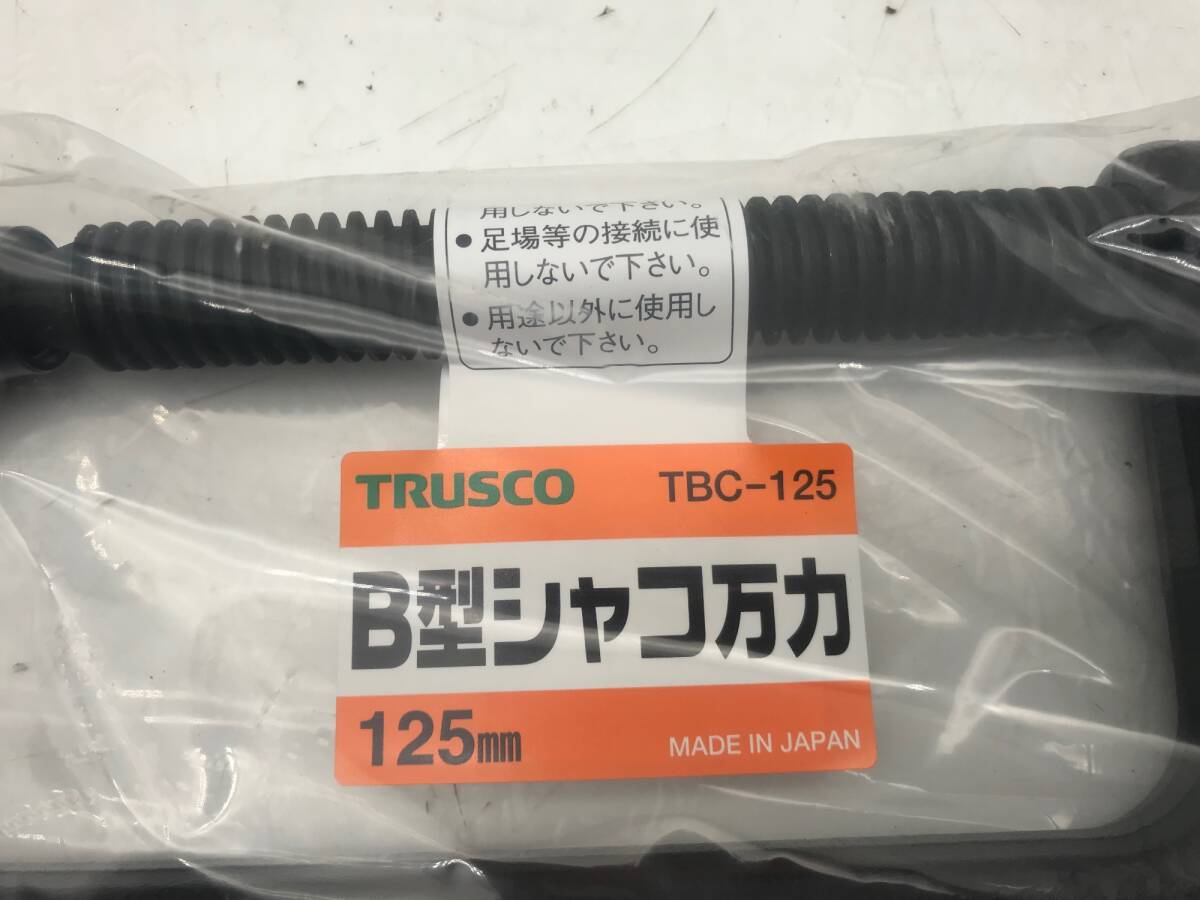 用しないで下さい。
● 足場等の接続に使
用しないで下さい。
● 用途以外に使用し
ないで下さい。
TRUSCO TBC-125
B型シャコ万力
125mm MADE IN JAPAN